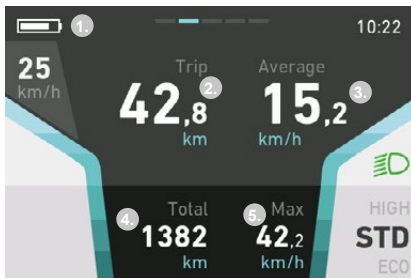 1.
10:22
25
km/h
Trip
2.
42,8
km
Average
3.
15,2
km/h
4.
Total
1382
km
5.
Max
42,2
km/h
HIGH
STD
ECO